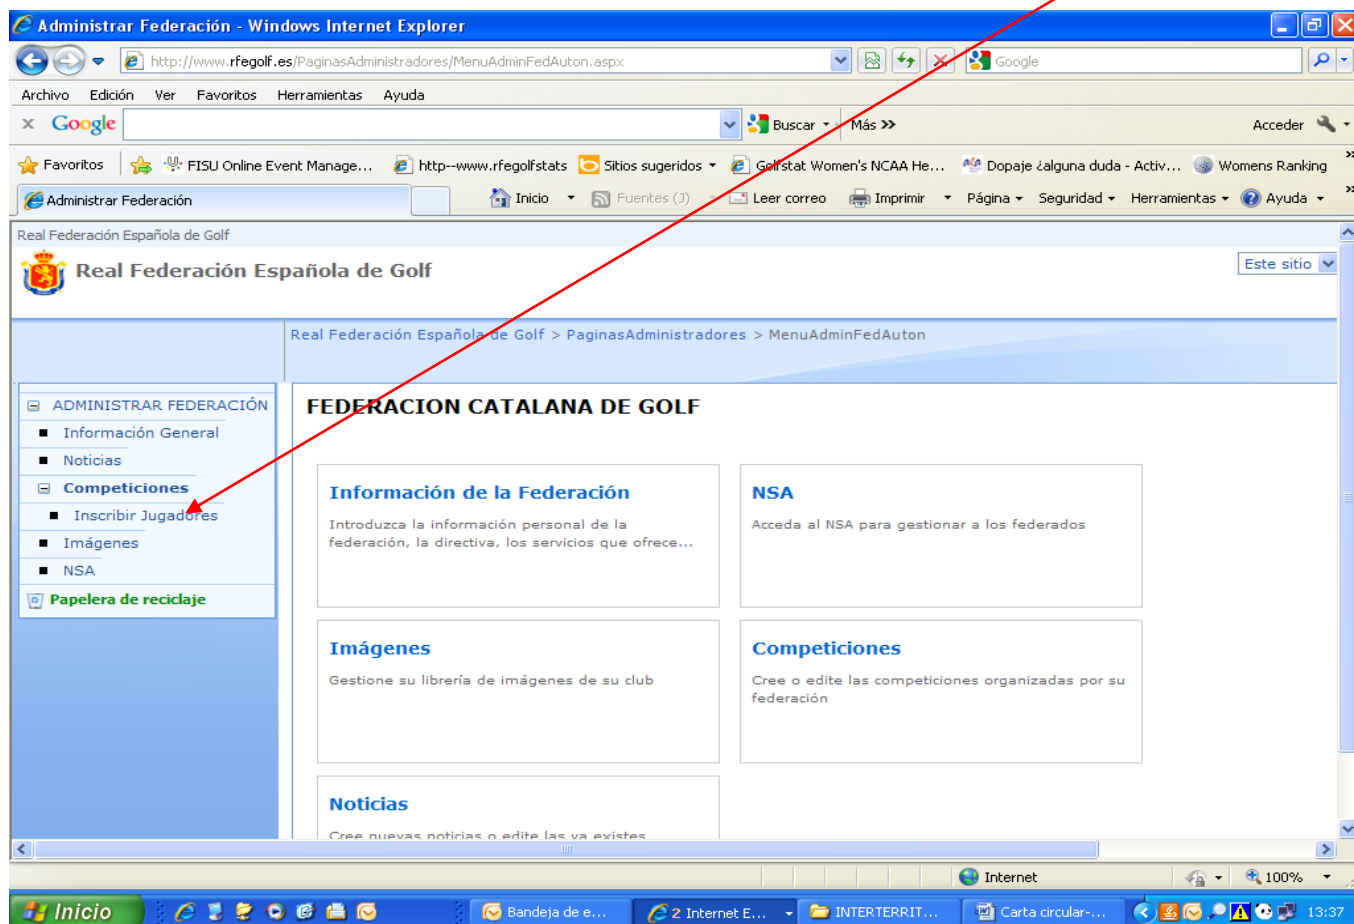 Administrar Federación - Windows Internet Explorer
http://www.rfegolf.es/PaginasAdministradores/MenuAdminFedAuton.aspx
Google
Archivo Edición Ver Favoritos Herramientas Ayuda
x Google Buscar Más >> Acceder
Favoritos FISU Online Event Manage... http--www.rfegolfstats Sitios sugeridos Golfstat Women's NCAA He... Dopaje ¿alguna duda - Activ... Womens Ranking »
Administrar Federación Inicio Fuentes (J) Leer correo Imprimir Página Seguridad Herramientas Ayuda »
Real Federación Española de Golf
Real Federación Española de Golf
Este sitio
Real Federación Española de Golf > PaginasAdministradores > MenuAdminFedAuton
ADMINISTRAR FEDERACIÓN
Información General
Noticias
Competiciones
Inscribir Jugadores
Imágenes
NSA
Papelera de reciclaje
FEDERACION CATALANA DE GOLF
Información de la Federación
Introduzca la información personal de la
federación, la directiva, los servicios que ofrece...
NSA
Acceda al NSA para gestionar a los federados
Imágenes
Gestione su librería de imágenes de su club
Competiciones
Cree o edite las competiciones organizadas por su
federación
Noticias
Cree nuevas noticias o edite las ya existes
Internet 100%
Inicio Bandeja de e... 2 Internet E... INTERTERRIT... Carta circular-... 13:37